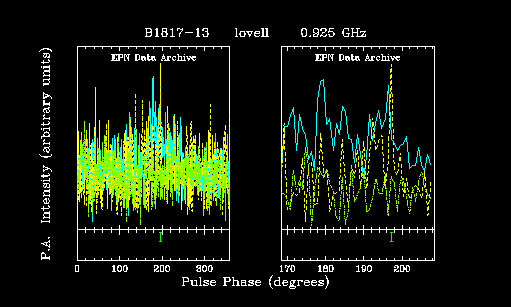 B1817-13 lovell 0.925 GHz
EPN Data Archive EPN Data Archive
P.A. Intensity (arbitrary units)
0 100 200 300 170 180 190 200
Pulse Phase (degrees)